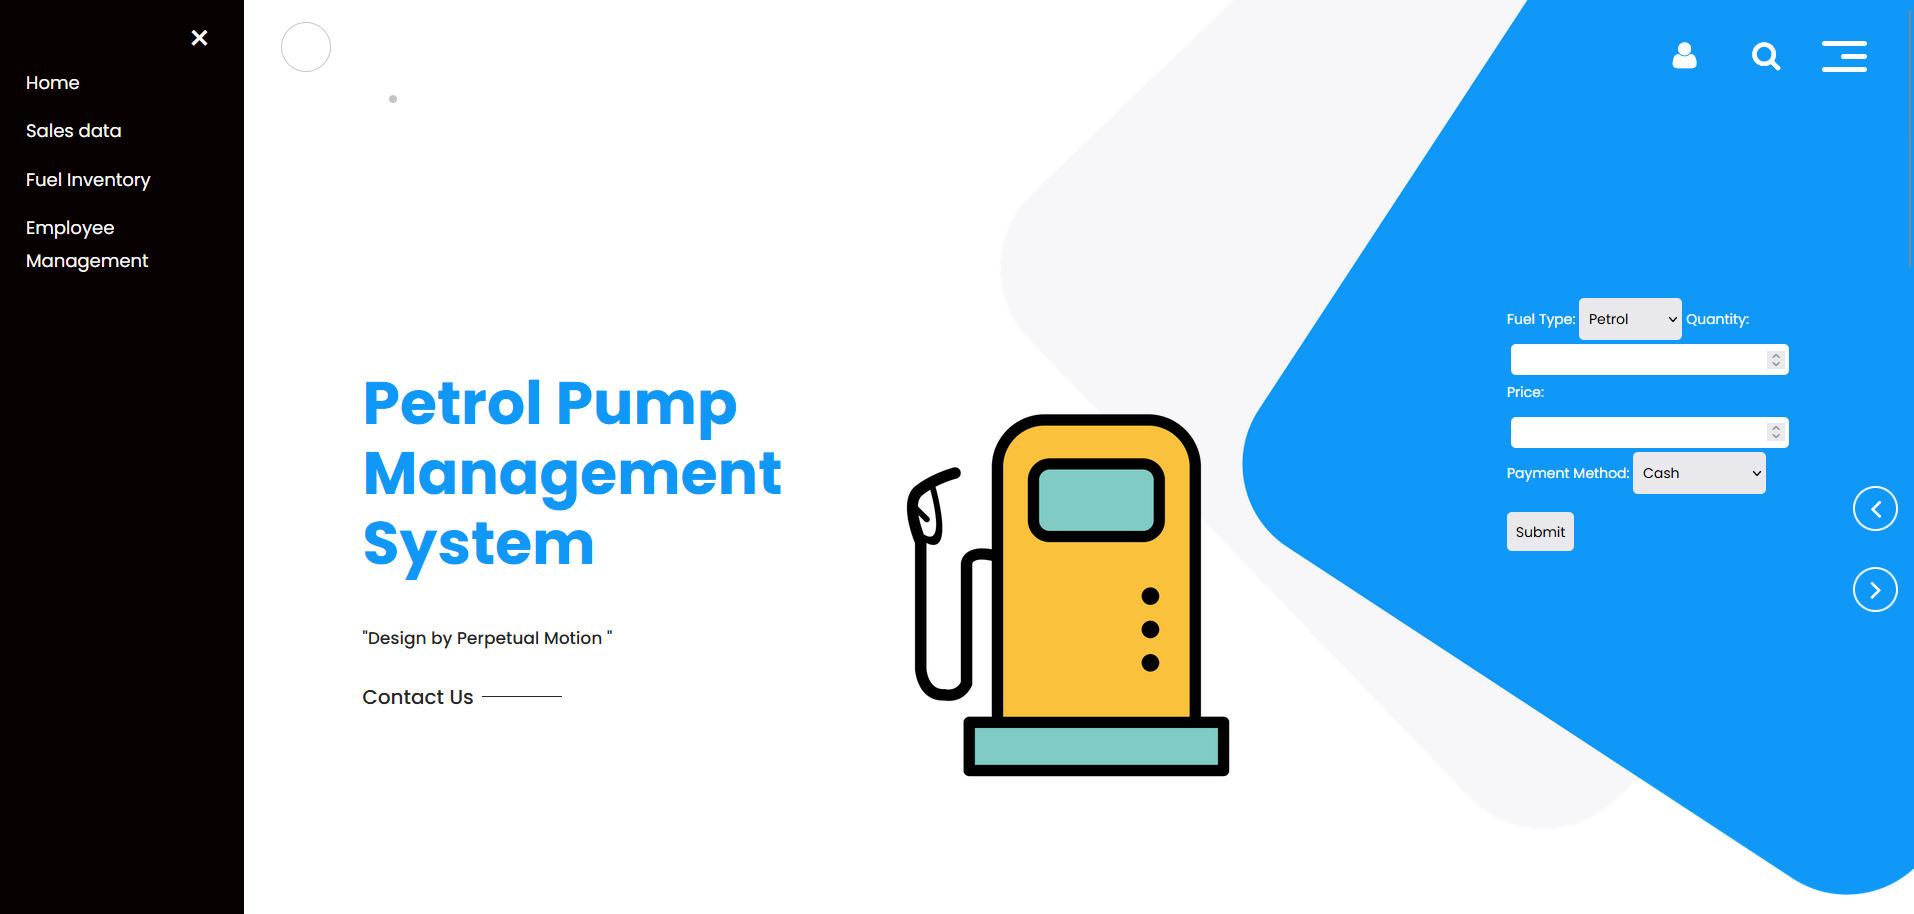 Home
Sales data
Fuel Inventory
Employee
Management
Petrol Pump
Management
System
"Design by Perpetual Motion "
Contact Us
Fuel Type: Petrol Quantity:
Price:
Payment Method: Cash
Submit